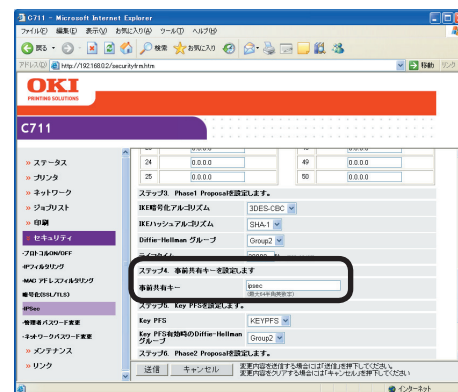 C711 - Microsoft Internet Explorer
ファイル(F) 編集(E) 表示(V) お気に入り(A) ツール(T) ヘルプ(H)
戻る 検索 お気に入り
アドレス(D) http://192.168.0.2/securityfrm.htm 移動 リンク
OKI
PRINTING SOLUTIONS
C711
ステータス
プリンタ
ネットワーク
ジョブリスト
印刷
セキュリティ
-プロトコルON/OFF
-IPフィルタリング
-MAC アドレスフィルタリング
-暗号化(SSL/TLS)
-IPSec
-管理者パスワード変更
-ネットワークパスワード変更
メンテナンス
リンク
24 0.0.0.0 49 0.0.0.0
25 0.0.0.0 50 0.0.0.0
ステップ3. Phase1 Proposalを設定します。
IKE暗号化アルゴリズム 3DES-CBC
IKEハッシュアルゴリズム SHA-1
Diffie-Hellman グループ Group2
ライフタイム
ステップ4. 事前共有キーを設定します
事前共有キー ipsec
(最大64半角英数字)
ステップ5. Key PFSを設定します。
Key PFS KEYPFS
Key PFS有効時のDiffie-Hellman グループ Group2
ステップ6. Phase2 Proposalを設定します。
送信 キャンセル 変更内容を送信する場合には「送信」を押下してください。
変更内容をクリアする場合には「キャンセル」を押下してください
インターネット